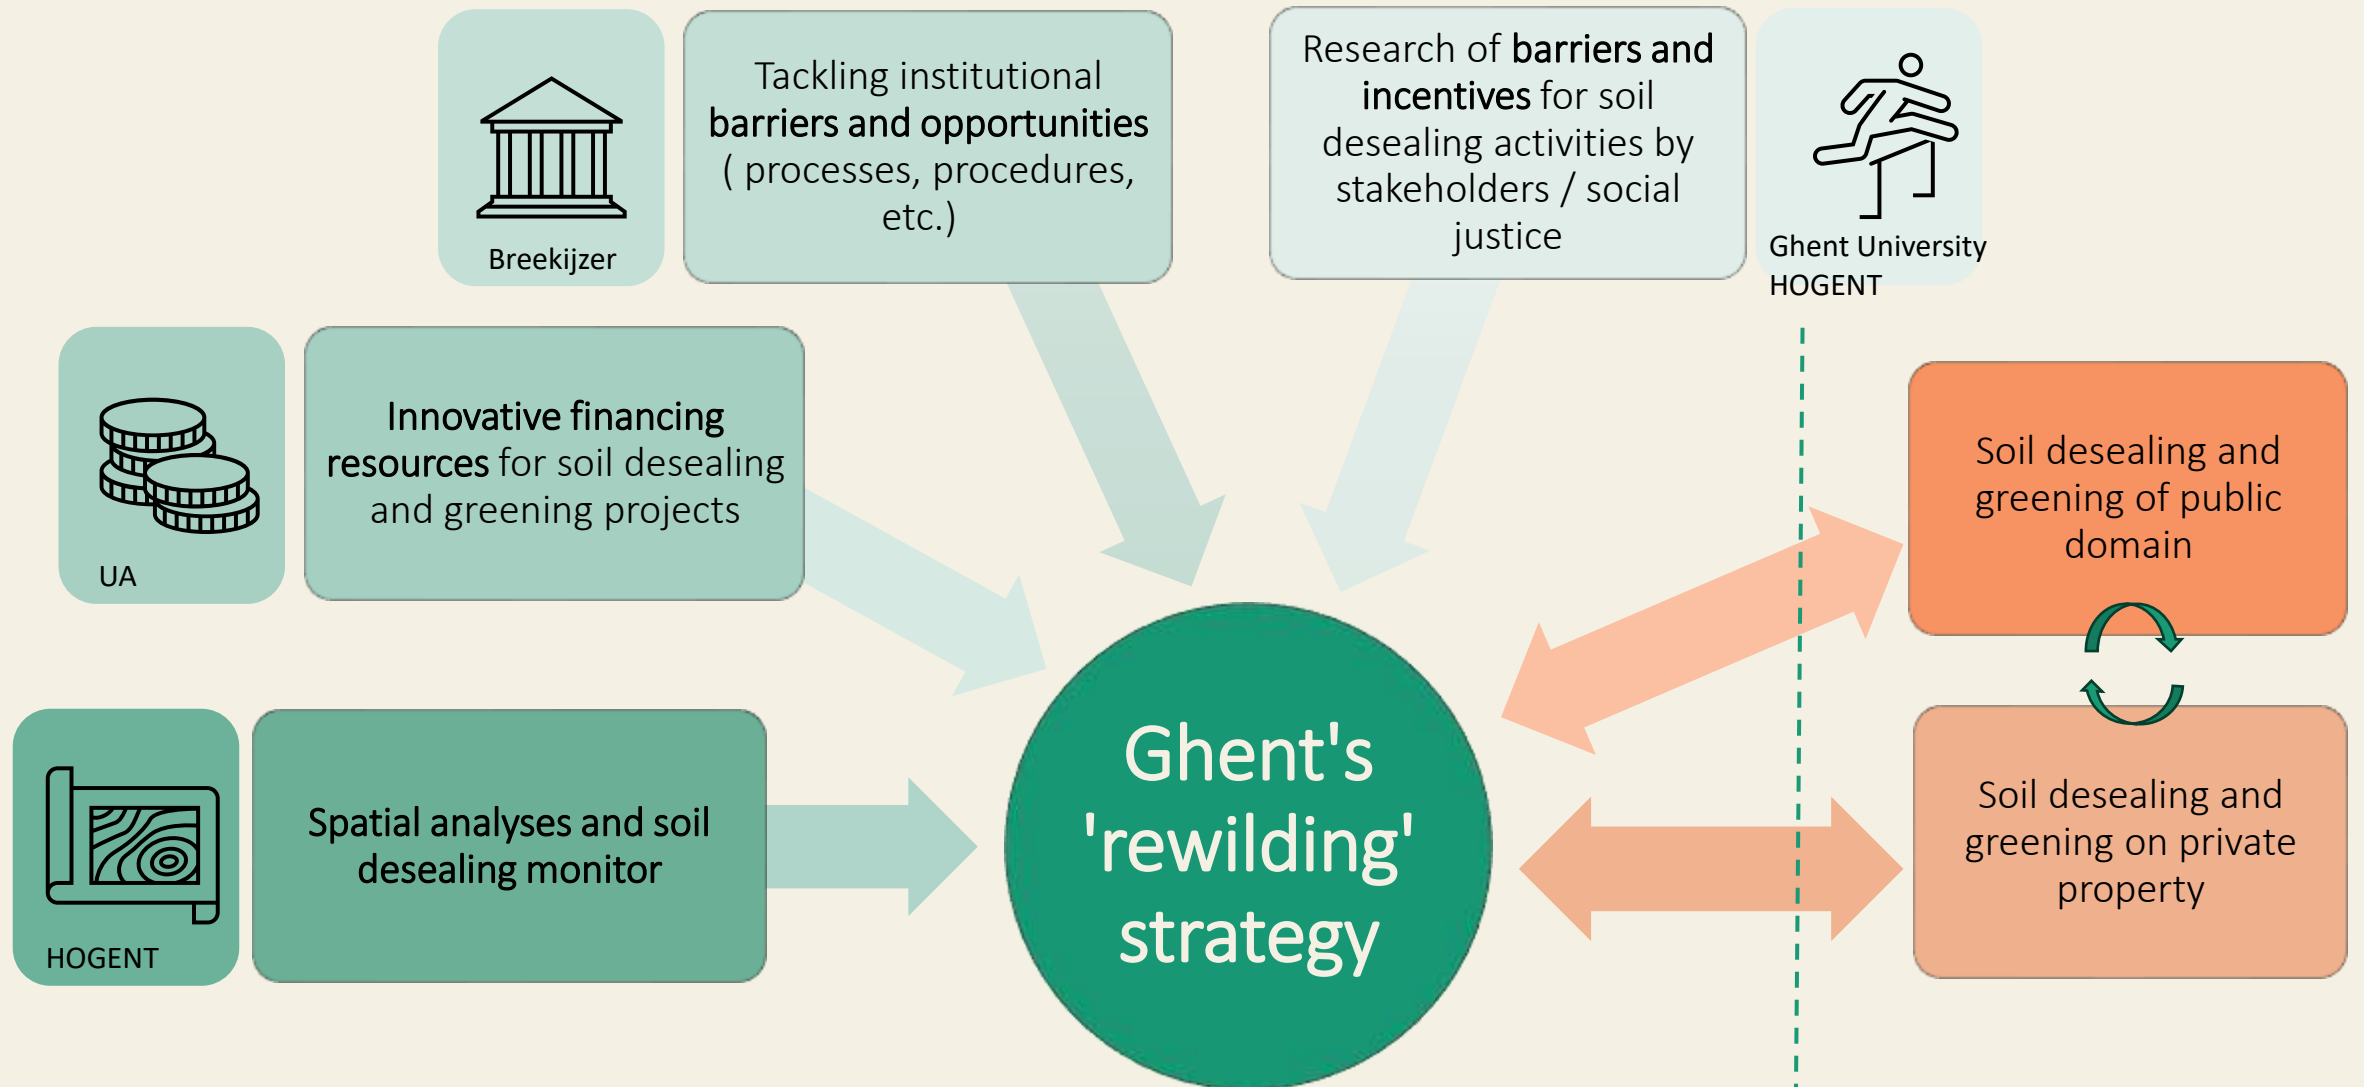 Breekijzer
Tackling institutional
barriers and opportunities
( processes, procedures,
etc.)
Research of barriers and
incentives for soil
desealing activities by
stakeholders / social
justice
Ghent University
HOGENT
UA
Innovative financing
resources for soil desealing
and greening projects
HOGENT
Spatial analyses and soil
desealing monitor
Ghent's
'rewilding'
strategy
Soil desealing and
greening of public
domain
Soil desealing and
greening on private
property